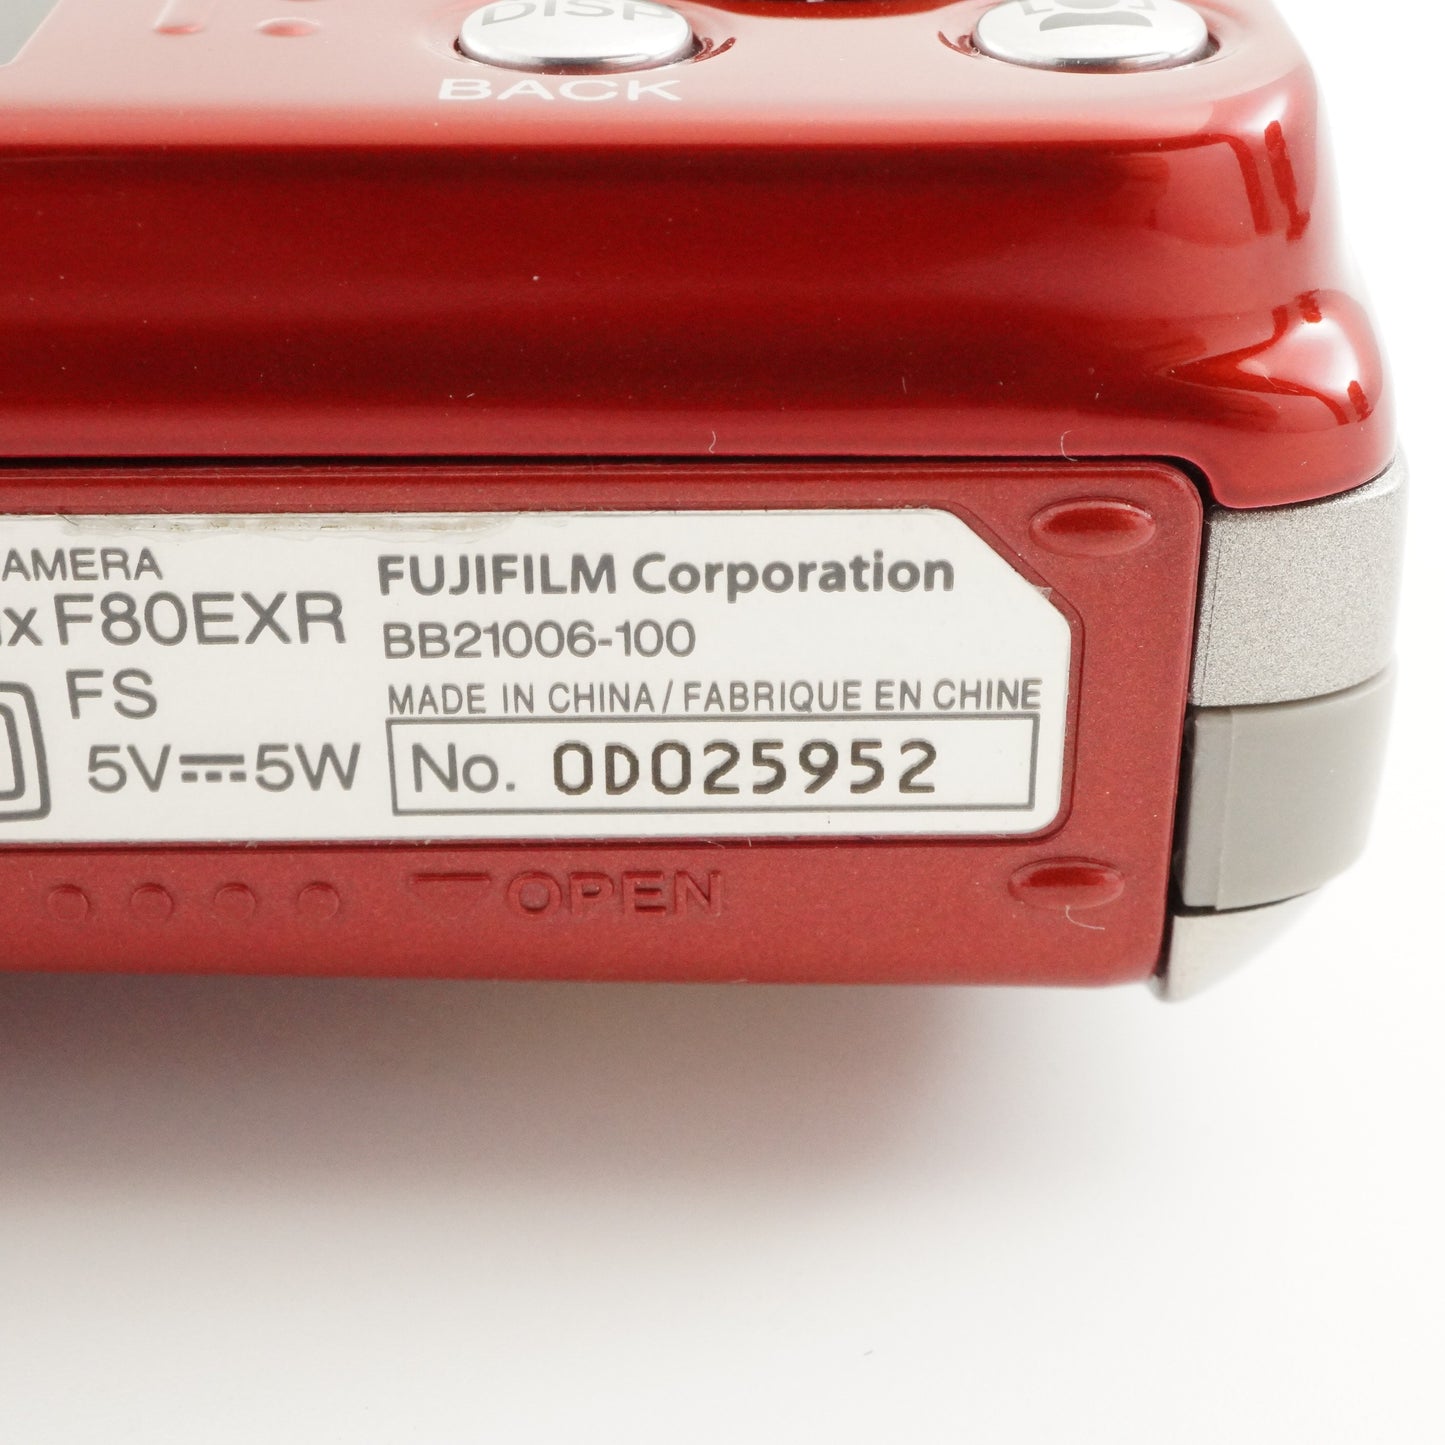 DISP
BACK
AMERA
ix F80EXR
FS
5V⎓5W
FUJIFILM Corporation
BB21006-100
MADE IN CHINA / FABRIQUE EN CHINE
No. 0D025952
OPEN